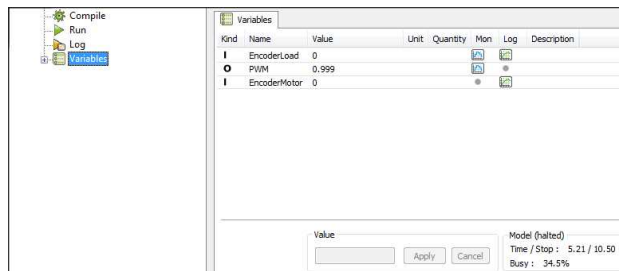 Compile
Run
Log
Variables
Variables
Kind Name Value Unit Quantity Mon Log Description
I EncoderLoad 0
O PWM 0.999
I EncoderMotor 0
Value
Apply Cancel
Model (halted)
Time / Stop : 5.21 / 10.50
Busy : 34.5%